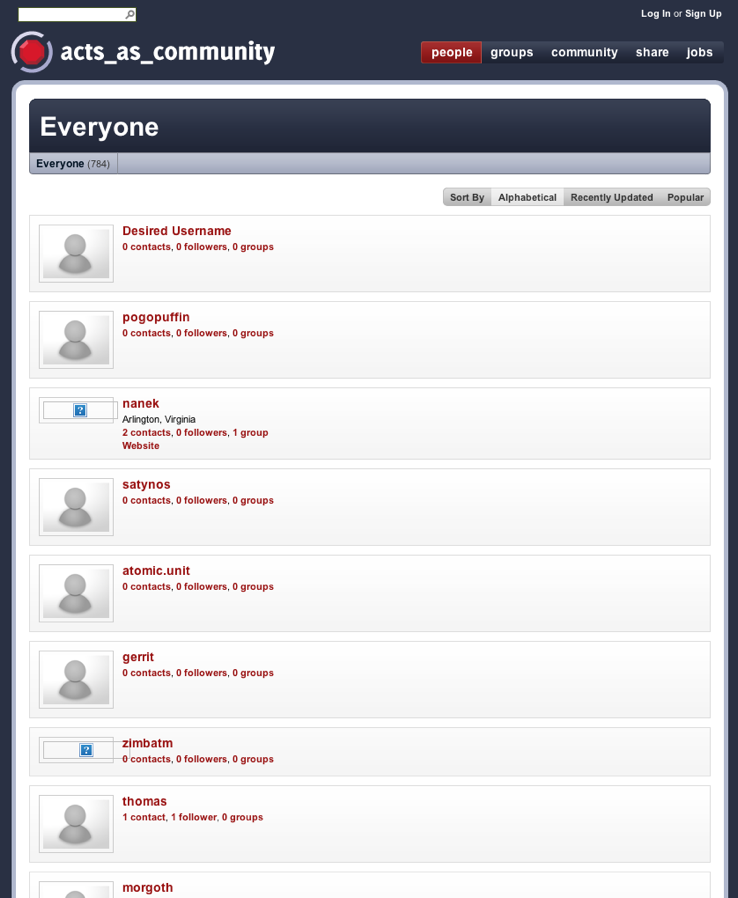 Log In or Sign Up
acts_as_community
people groups community share jobs
Everyone
Everyone (784)
Sort By Alphabetical Recently Updated Popular
Desired Username
0 contacts, 0 followers, 0 groups
pogopuffin
0 contacts, 0 followers, 0 groups
nanek
Arlington, Virginia
2 contacts, 0 followers, 1 group
Website
satynos
0 contacts, 0 followers, 0 groups
atomic.unit
0 contacts, 0 followers, 0 groups
gerrit
0 contacts, 0 followers, 0 groups
zimbatm
0 contacts, 0 followers, 0 groups
thomas
1 contact, 1 follower, 0 groups
morgoth